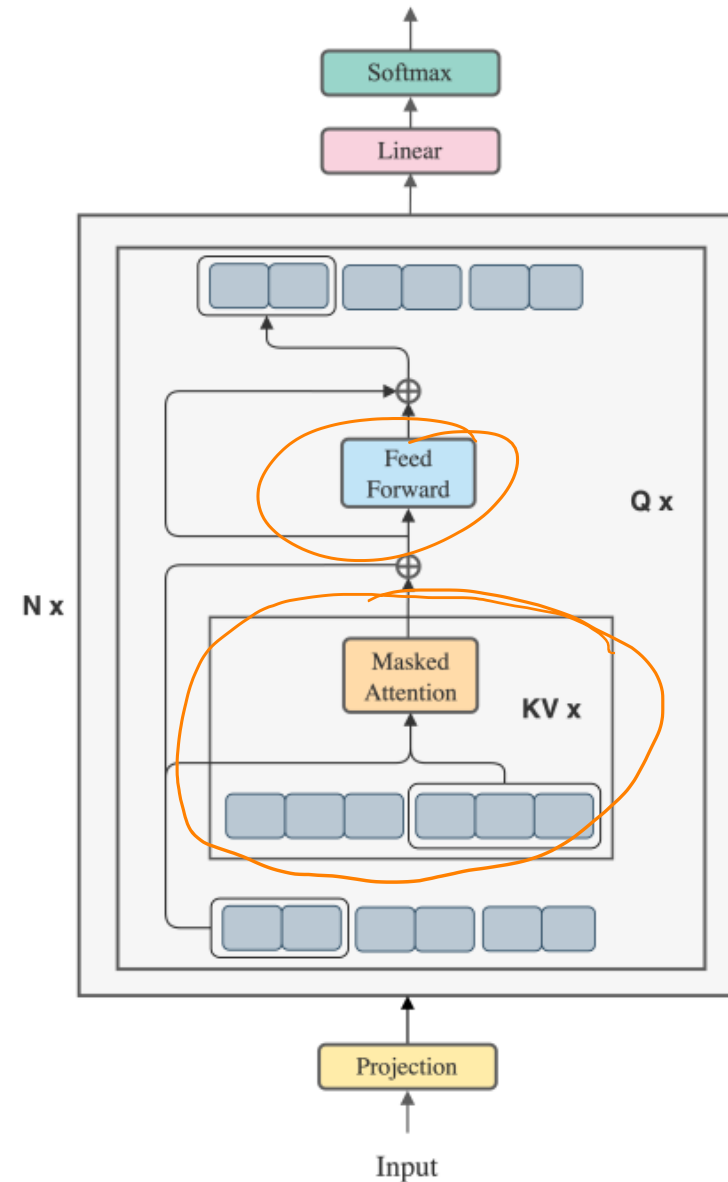 Softmax
Linear
Feed
Forward
Q x
N x
Masked
Attention
KV x
Projection
Input